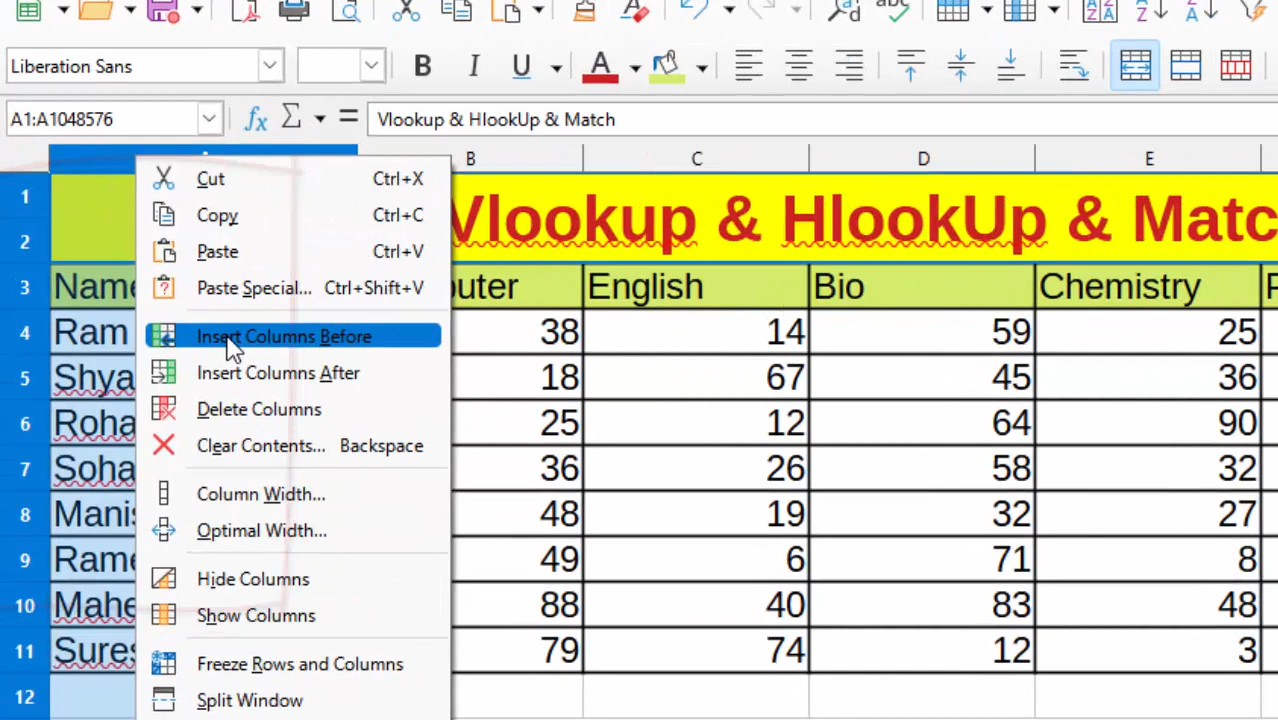 Liberation Sans
B I U A
A1:A1048576 fx Σ = Vlookup & HlookUp & Match
B C D E
Cut Ctrl+X
Copy Ctrl+C
Paste Ctrl+V
Paste Special... Ctrl+Shift+V
Insert Columns Before
Insert Columns After
Delete Columns
Clear Contents... Backspace
Column Width...
Optimal Width...
Hide Columns
Show Columns
Freeze Rows and Columns
Split Window
1 Vlookup & HlookUp & Matc
2
3 Name English Bio Chemistry
4 Ram 38 14 59 25
5 Shya 18 67 45 36
6 Roha 25 12 64 90
7 Soha 36 26 58 32
8 Manis 48 19 32 27
9 Rame 49 6 71 8
10 Mahe 88 40 83 48
11 Sures 79 74 12 3
12